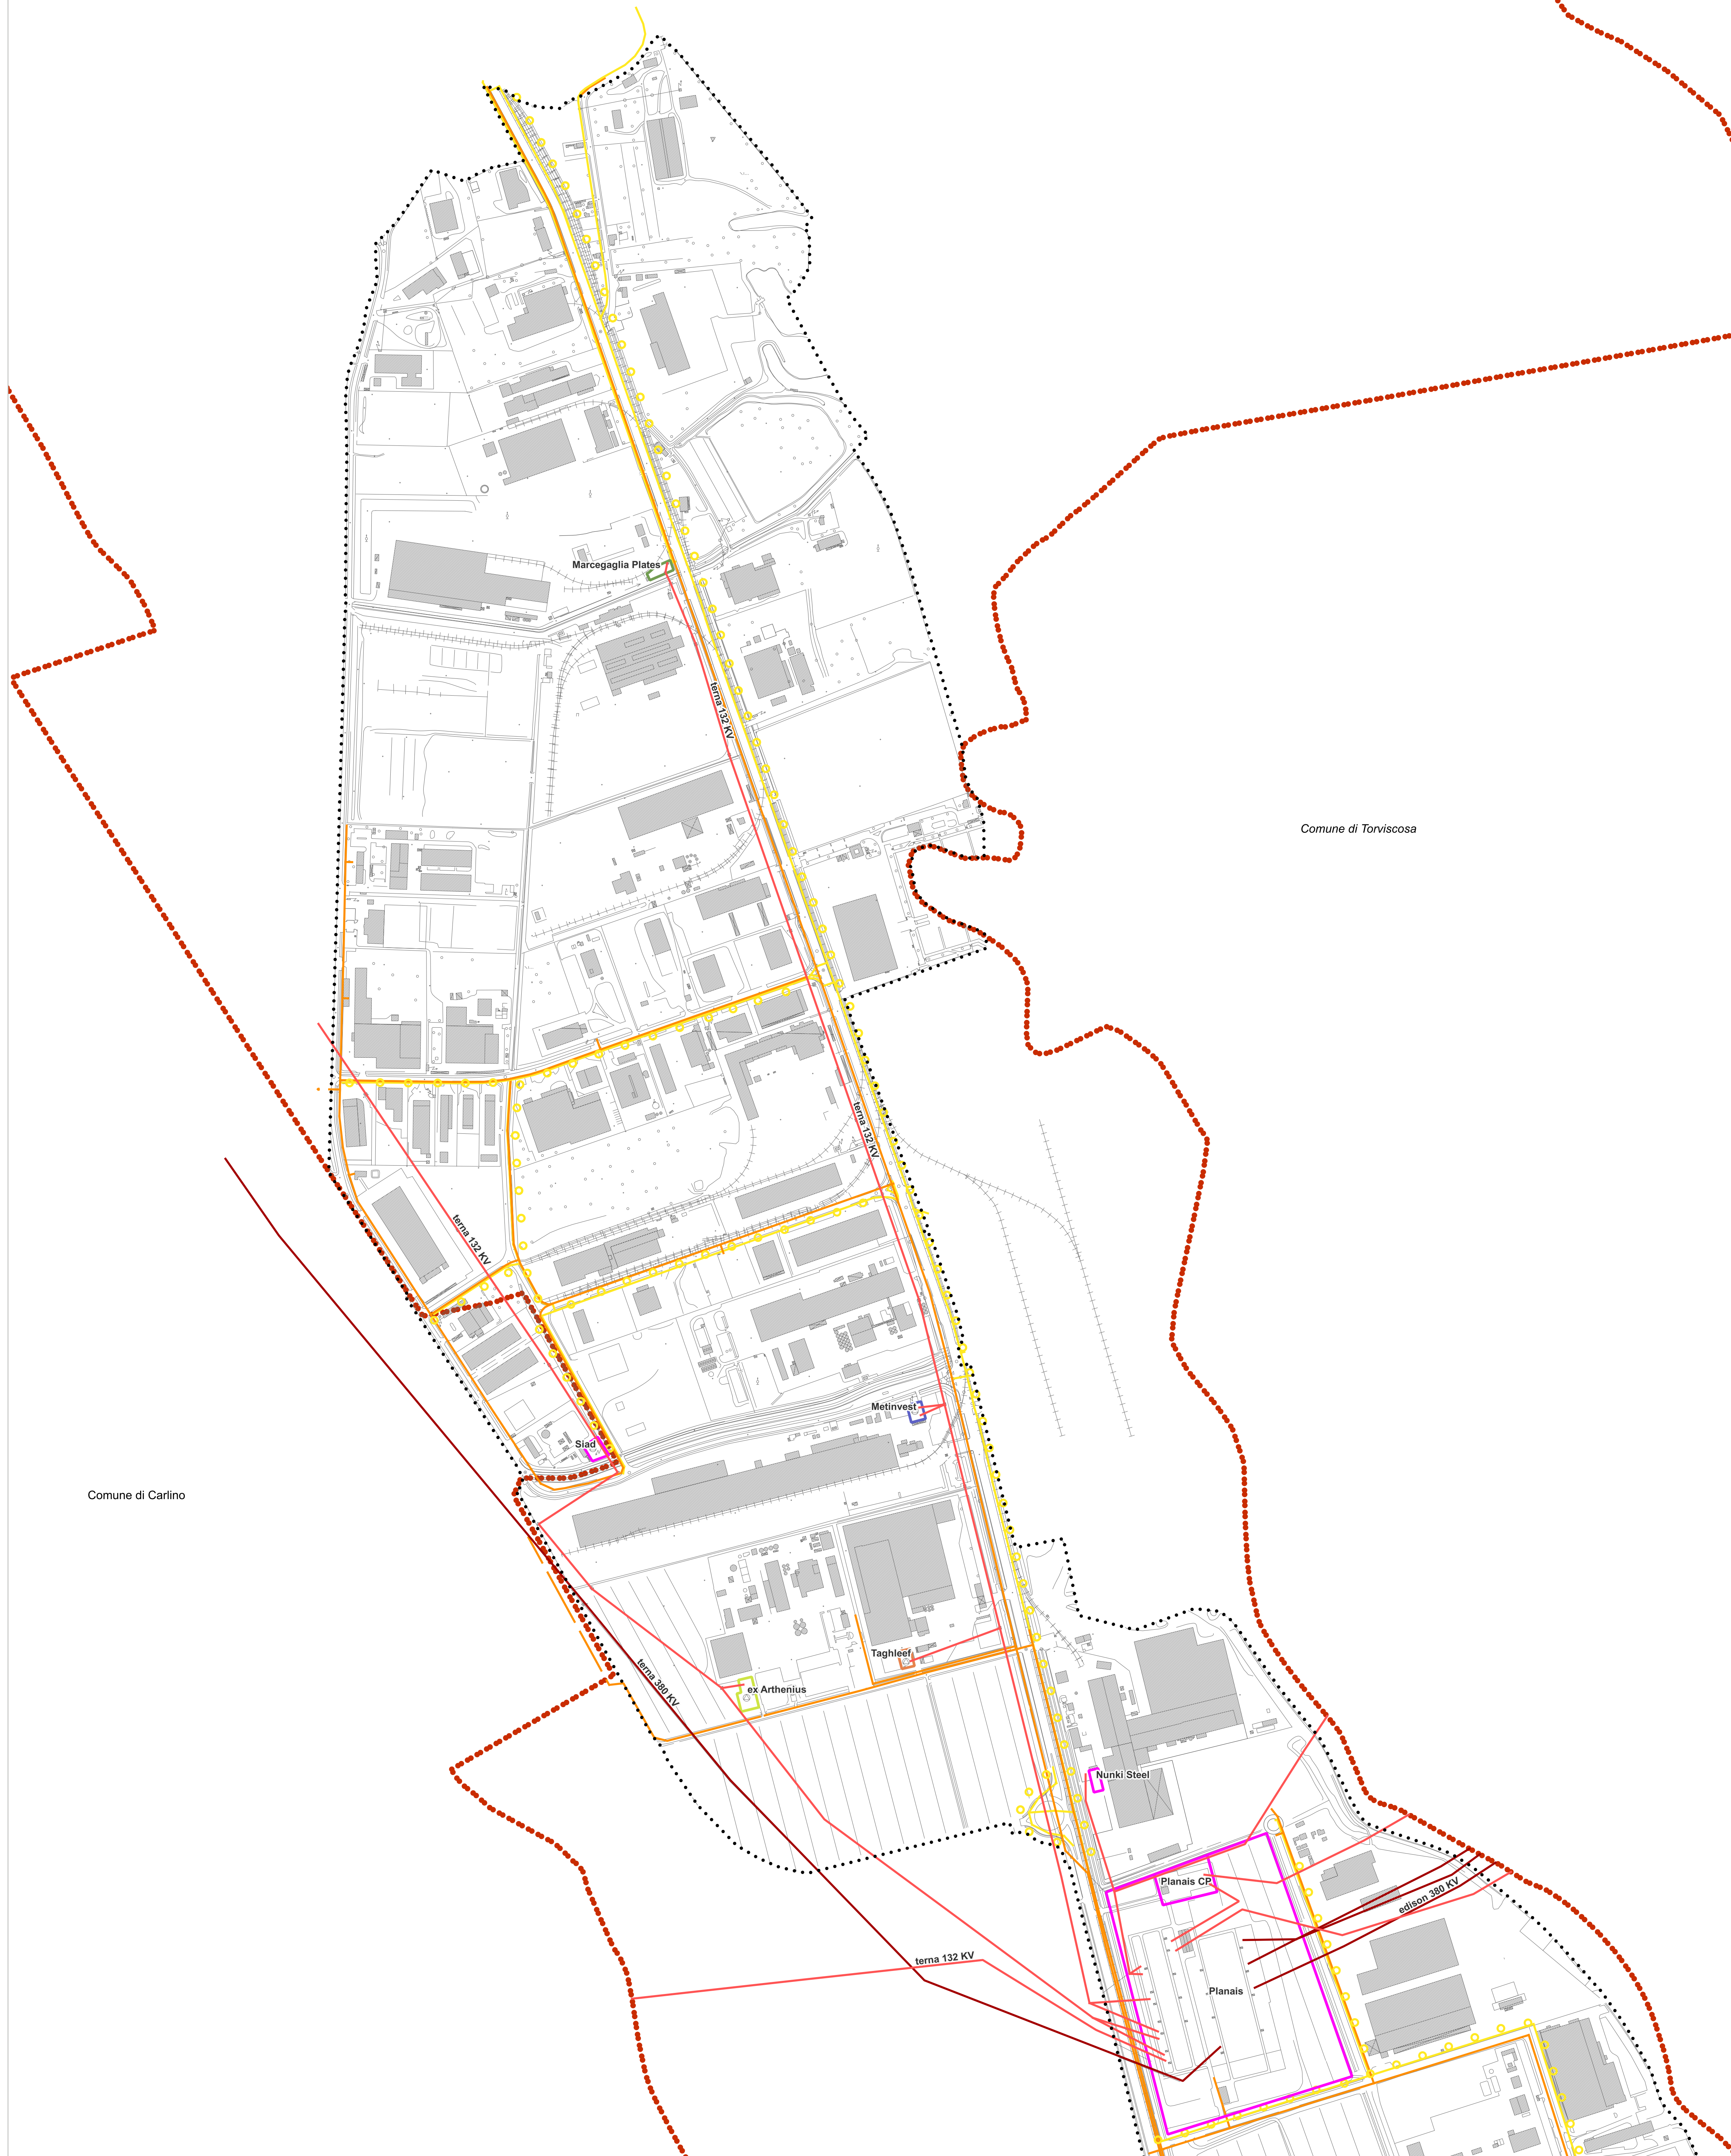 Marcegaglia Plates
terna 132 KV
Comune di Torviscosa
terna 132 KV
terna 132 KV
Metinvest
Siad
Comune di Carlino
Taghleef
ex Arthenius
terna 380 KV
Nunki Steel
Planais CP
edison 380 KV
terna 132 KV
Planais